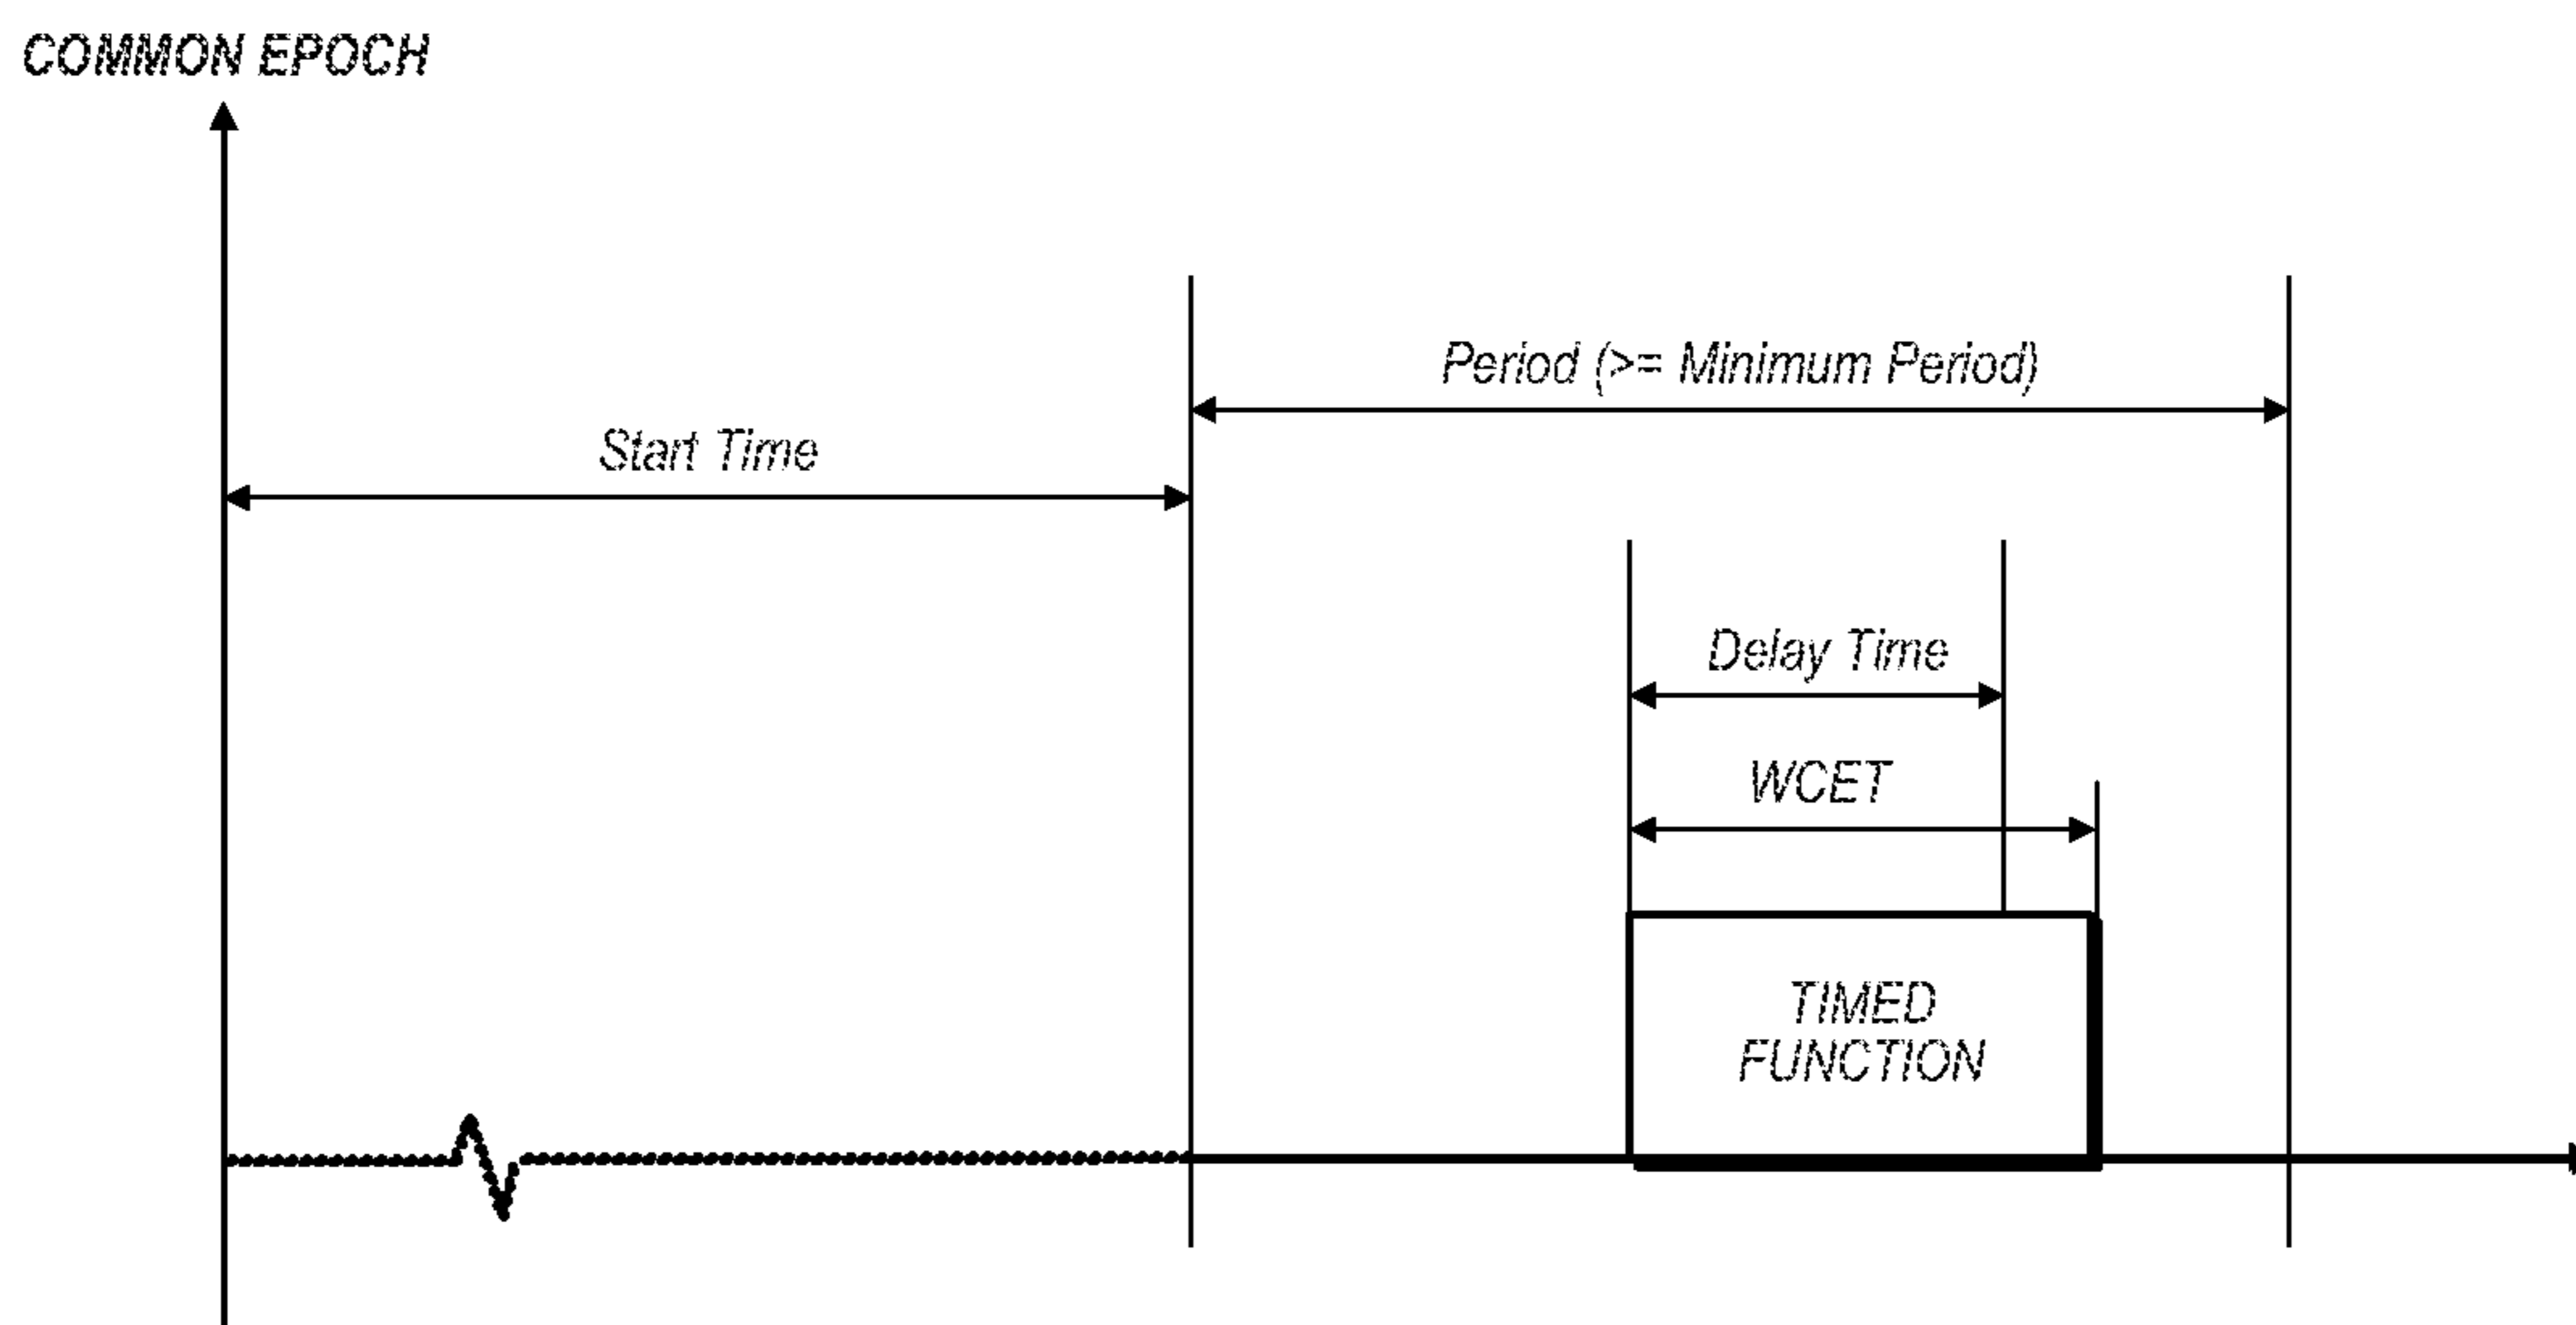 COMMON EPOCH
Period (>= Minimum Period)
Start Time
Delay Time
WCET
TIMED
FUNCTION